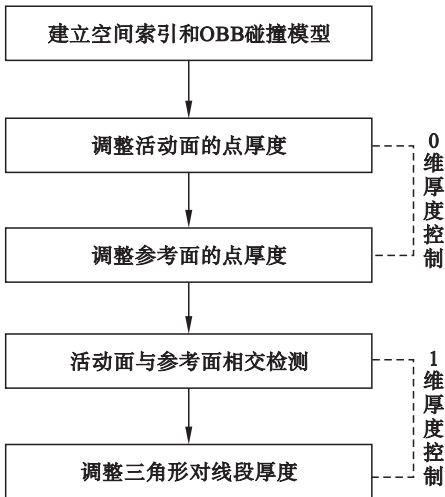 建立空间索引和OBB碰撞模型
调整活动面的点厚度
调整参考面的点厚度
0维厚度控制
活动面与参考面相交检测
调整三角形对线段厚度
1维厚度控制